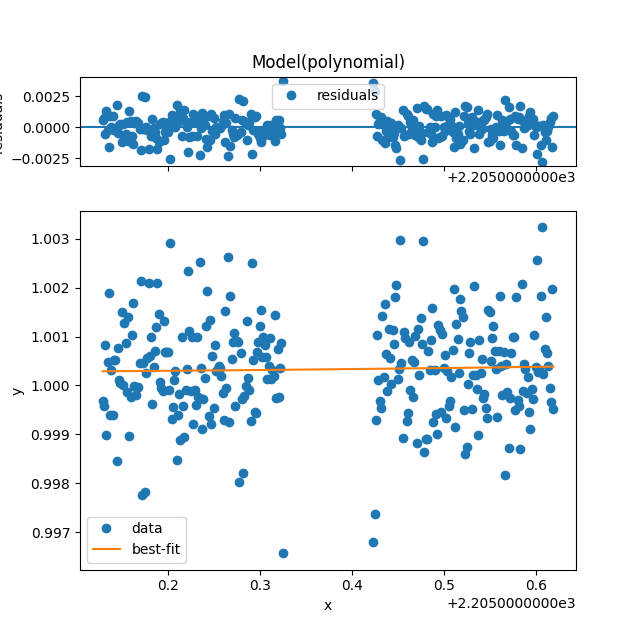 Model(polynomial)
0.0025
0.0000
−0.0025
residuals
+2.2050000000e3
1.003
1.002
1.001
1.000
0.999
0.998
0.997
y
data
best-fit
0.2 0.3 0.4 0.5 0.6
x
+2.2050000000e3